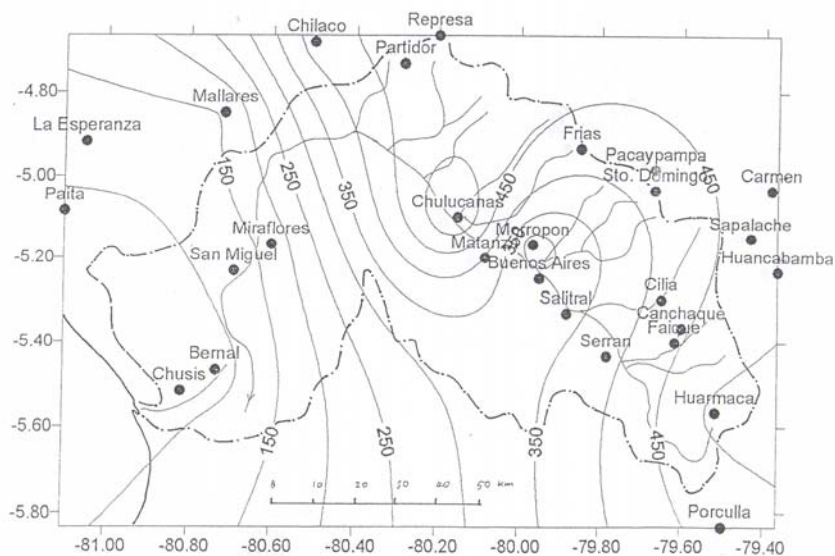 Represa
Chilaco
Partidor
-4.80
Mallares
La Esperanza
Frias
-5.00
150
250
350
450
Pacaypampa
Sto. Domingo
450
Carmen
Paita
Chulucanas
Miraflores
Matanza
Morropon
Sapalache
-5.20
San Miguel
Buenos Aires
Huancabamba
Salitral
Cilia
Canchaque
Faique
-5.40
Bernal
Serran
Chusis
Huarmaca
-5.60
150
250
350
450
0 10 20 30 40 50 km
-5.80
Porculla
-81.00 -80.80 -80.60 -80.40 -80.20 -80.00 -79.80 -79.60 -79.40